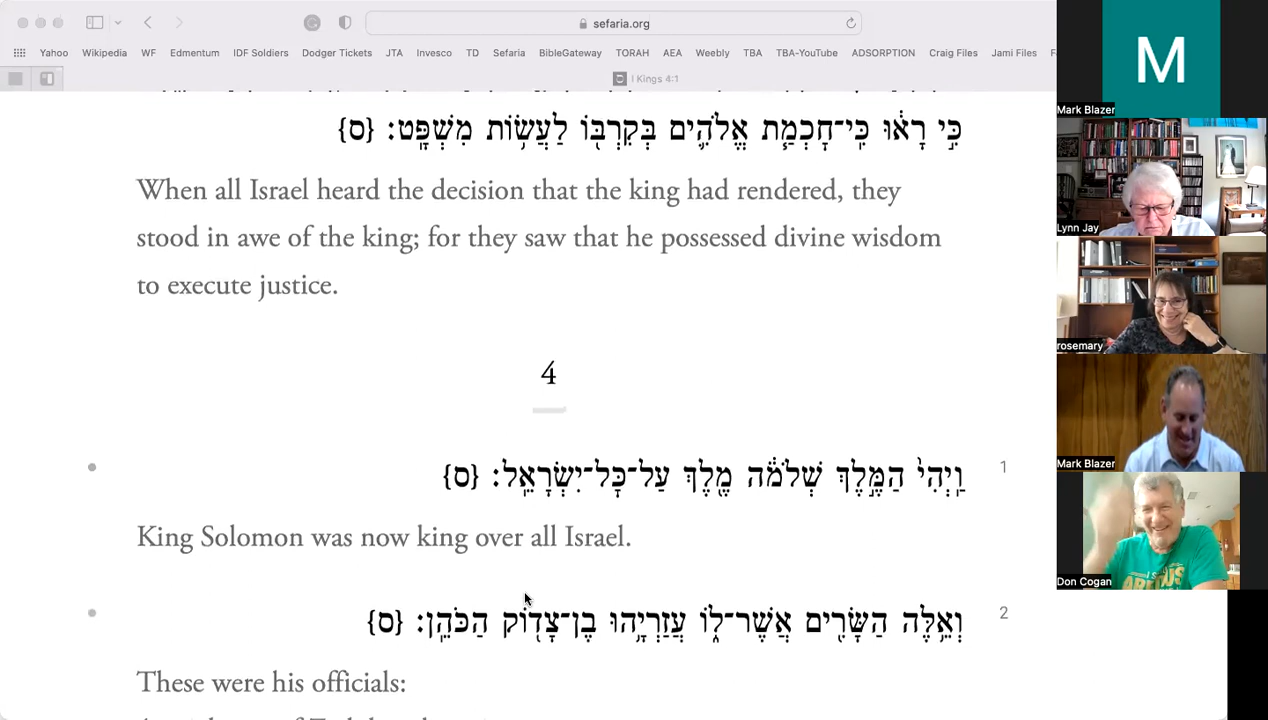 sefaria.org
Yahoo Wikipedia WF Edmentum IDF Soldiers Dodger Tickets JTA Invesco TD Sefaria BibleGateway TORAH AEA Weebly TBA TBA-YouTube ADSORPTION Craig Files Jami Files
I Kings 4:1
כִּ֣י רָא֔וּ כִּֽי־חׇכְמַ֧ת אֱלֹהִ֛ים בְּקִרְבּ֖וֹ לַעֲשׂ֥וֹת מִשְׁפָּֽט׃ {ס}
When all Israel heard the decision that the king had rendered, they
stood in awe of the king; for they saw that he possessed divine wisdom
to execute justice.
4
1
וַֽיְהִי֙ הַמֶּ֣לֶךְ שְׁלֹמֹ֔ה מֶ֖לֶךְ עַל־כׇּל־יִשְׂרָאֵֽל׃ {ס}
King Solomon was now king over all Israel.
2
וְאֵ֥לֶּה הַשָּׂרִ֖ים אֲשֶׁר־ל֑וֹ עֲזַרְיָ֥הוּ בֶן־צָד֖וֹק הַכֹּהֵֽן׃ {ס}
These were his officials:
M
Mark Blazer
Lynn Jay
rosemary
Mark Blazer
Don Cogan